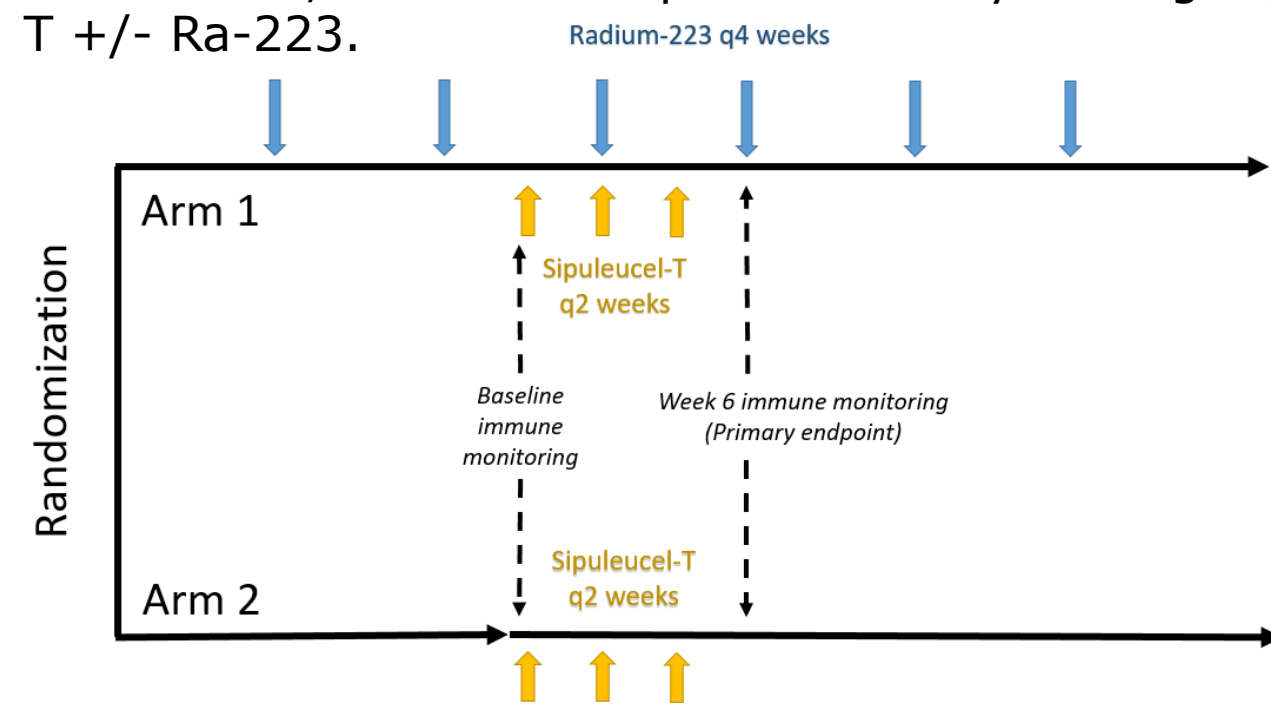 T +/- Ra-223.
Radium-223 q4 weeks
Arm 1
Sipuleucel-T
q2 weeks
Randomization
Baseline
immune
monitoring
Week 6 immune monitoring
(Primary endpoint)
Sipuleucel-T
q2 weeks
Arm 2